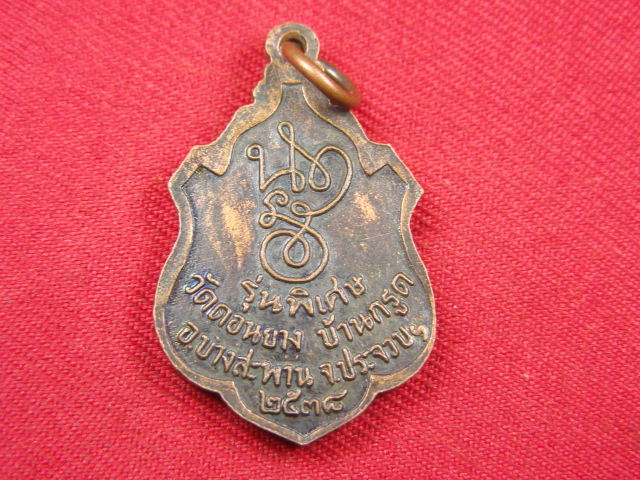 รุ่นพิเศษ
วัดดอนยาง บ้านกรูด
อ.บางสะพาน จ.ประจวบฯ
๒๕๓๘